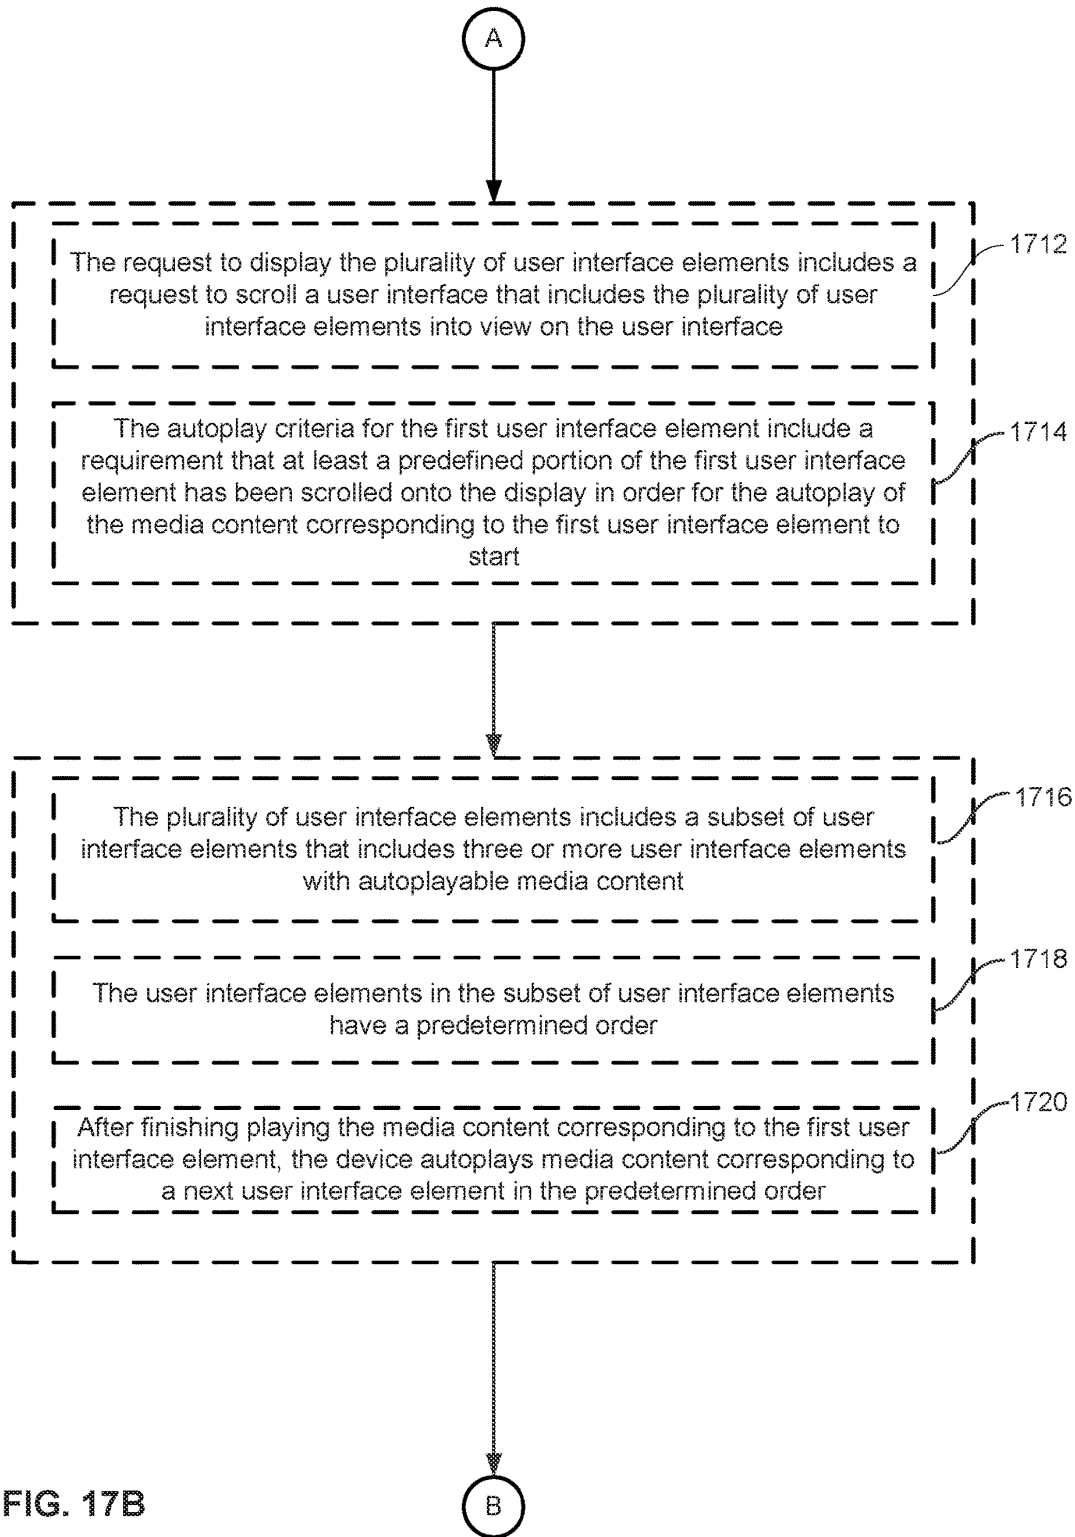 A
The request to display the plurality of user interface elements includes a
request to scroll a user interface that includes the plurality of user
interface elements into view on the user interface
1712
The autoplay criteria for the first user interface element include a
requirement that at least a predefined portion of the first user interface
element has been scrolled onto the display in order for the autoplay of
the media content corresponding to the first user interface element to
start
1714
The plurality of user interface elements includes a subset of user
interface elements that includes three or more user interface elements
with autoplayable media content
1716
The user interface elements in the subset of user interface elements
have a predetermined order
1718
After finishing playing the media content corresponding to the first user
interface element, the device autoplays media content corresponding to
a next user interface element in the predetermined order
1720
B
FIG. 17B